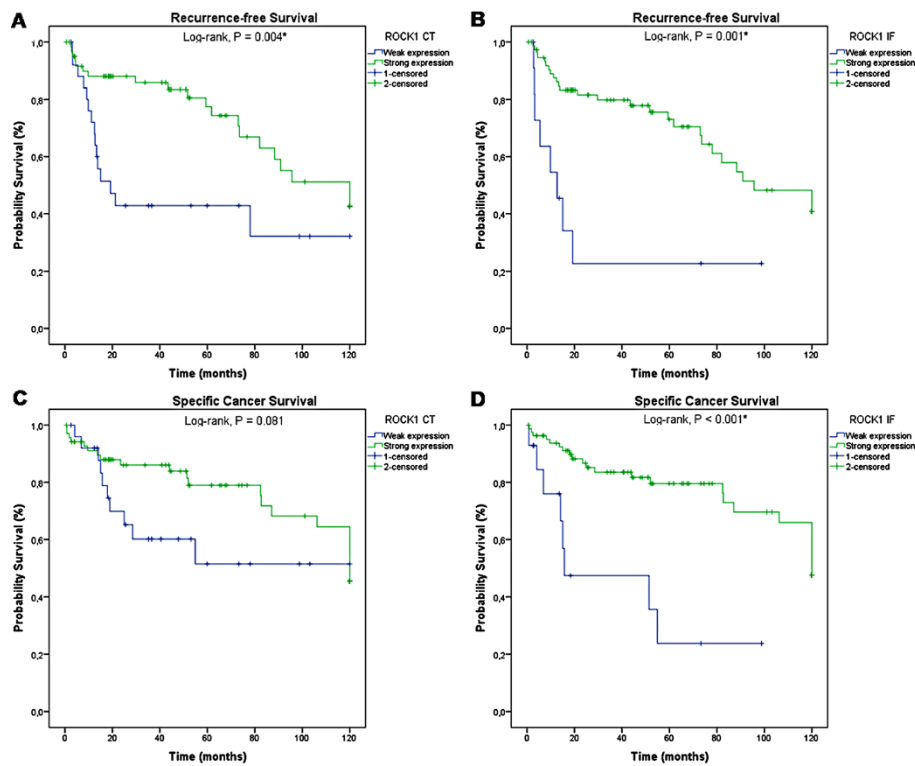 A
Recurrence-free Survival
Log-rank, P = 0.004*
ROCK1 CT
Weak expression
Strong expression
1-censored
2-censored
Probability Survival (%)
1,0
0,8
0,6
0,4
0,2
0,0
0 20 40 60 80 100 120
Time (months)
B
Recurrence-free Survival
Log-rank, P = 0.001*
ROCK1 IF
Weak expression
Strong expression
1-censored
2-censored
Probability Survival (%)
1,0
0,8
0,6
0,4
0,2
0,0
0 20 40 60 80 100 120
Time (months)
C
Specific Cancer Survival
Log-rank, P = 0.081
ROCK1 CT
Weak expression
Strong expression
1-censored
2-censored
Probability Survival (%)
1,0
0,8
0,6
0,4
0,2
0,0
0 20 40 60 80 100 120
Time (months)
D
Specific Cancer Survival
Log-rank, P < 0.001*
ROCK1 IF
Weak expression
Strong expression
1-censored
2-censored
Probability Survival (%)
1,0
0,8
0,6
0,4
0,2
0,0
0 20 40 60 80 100 120
Time (months)